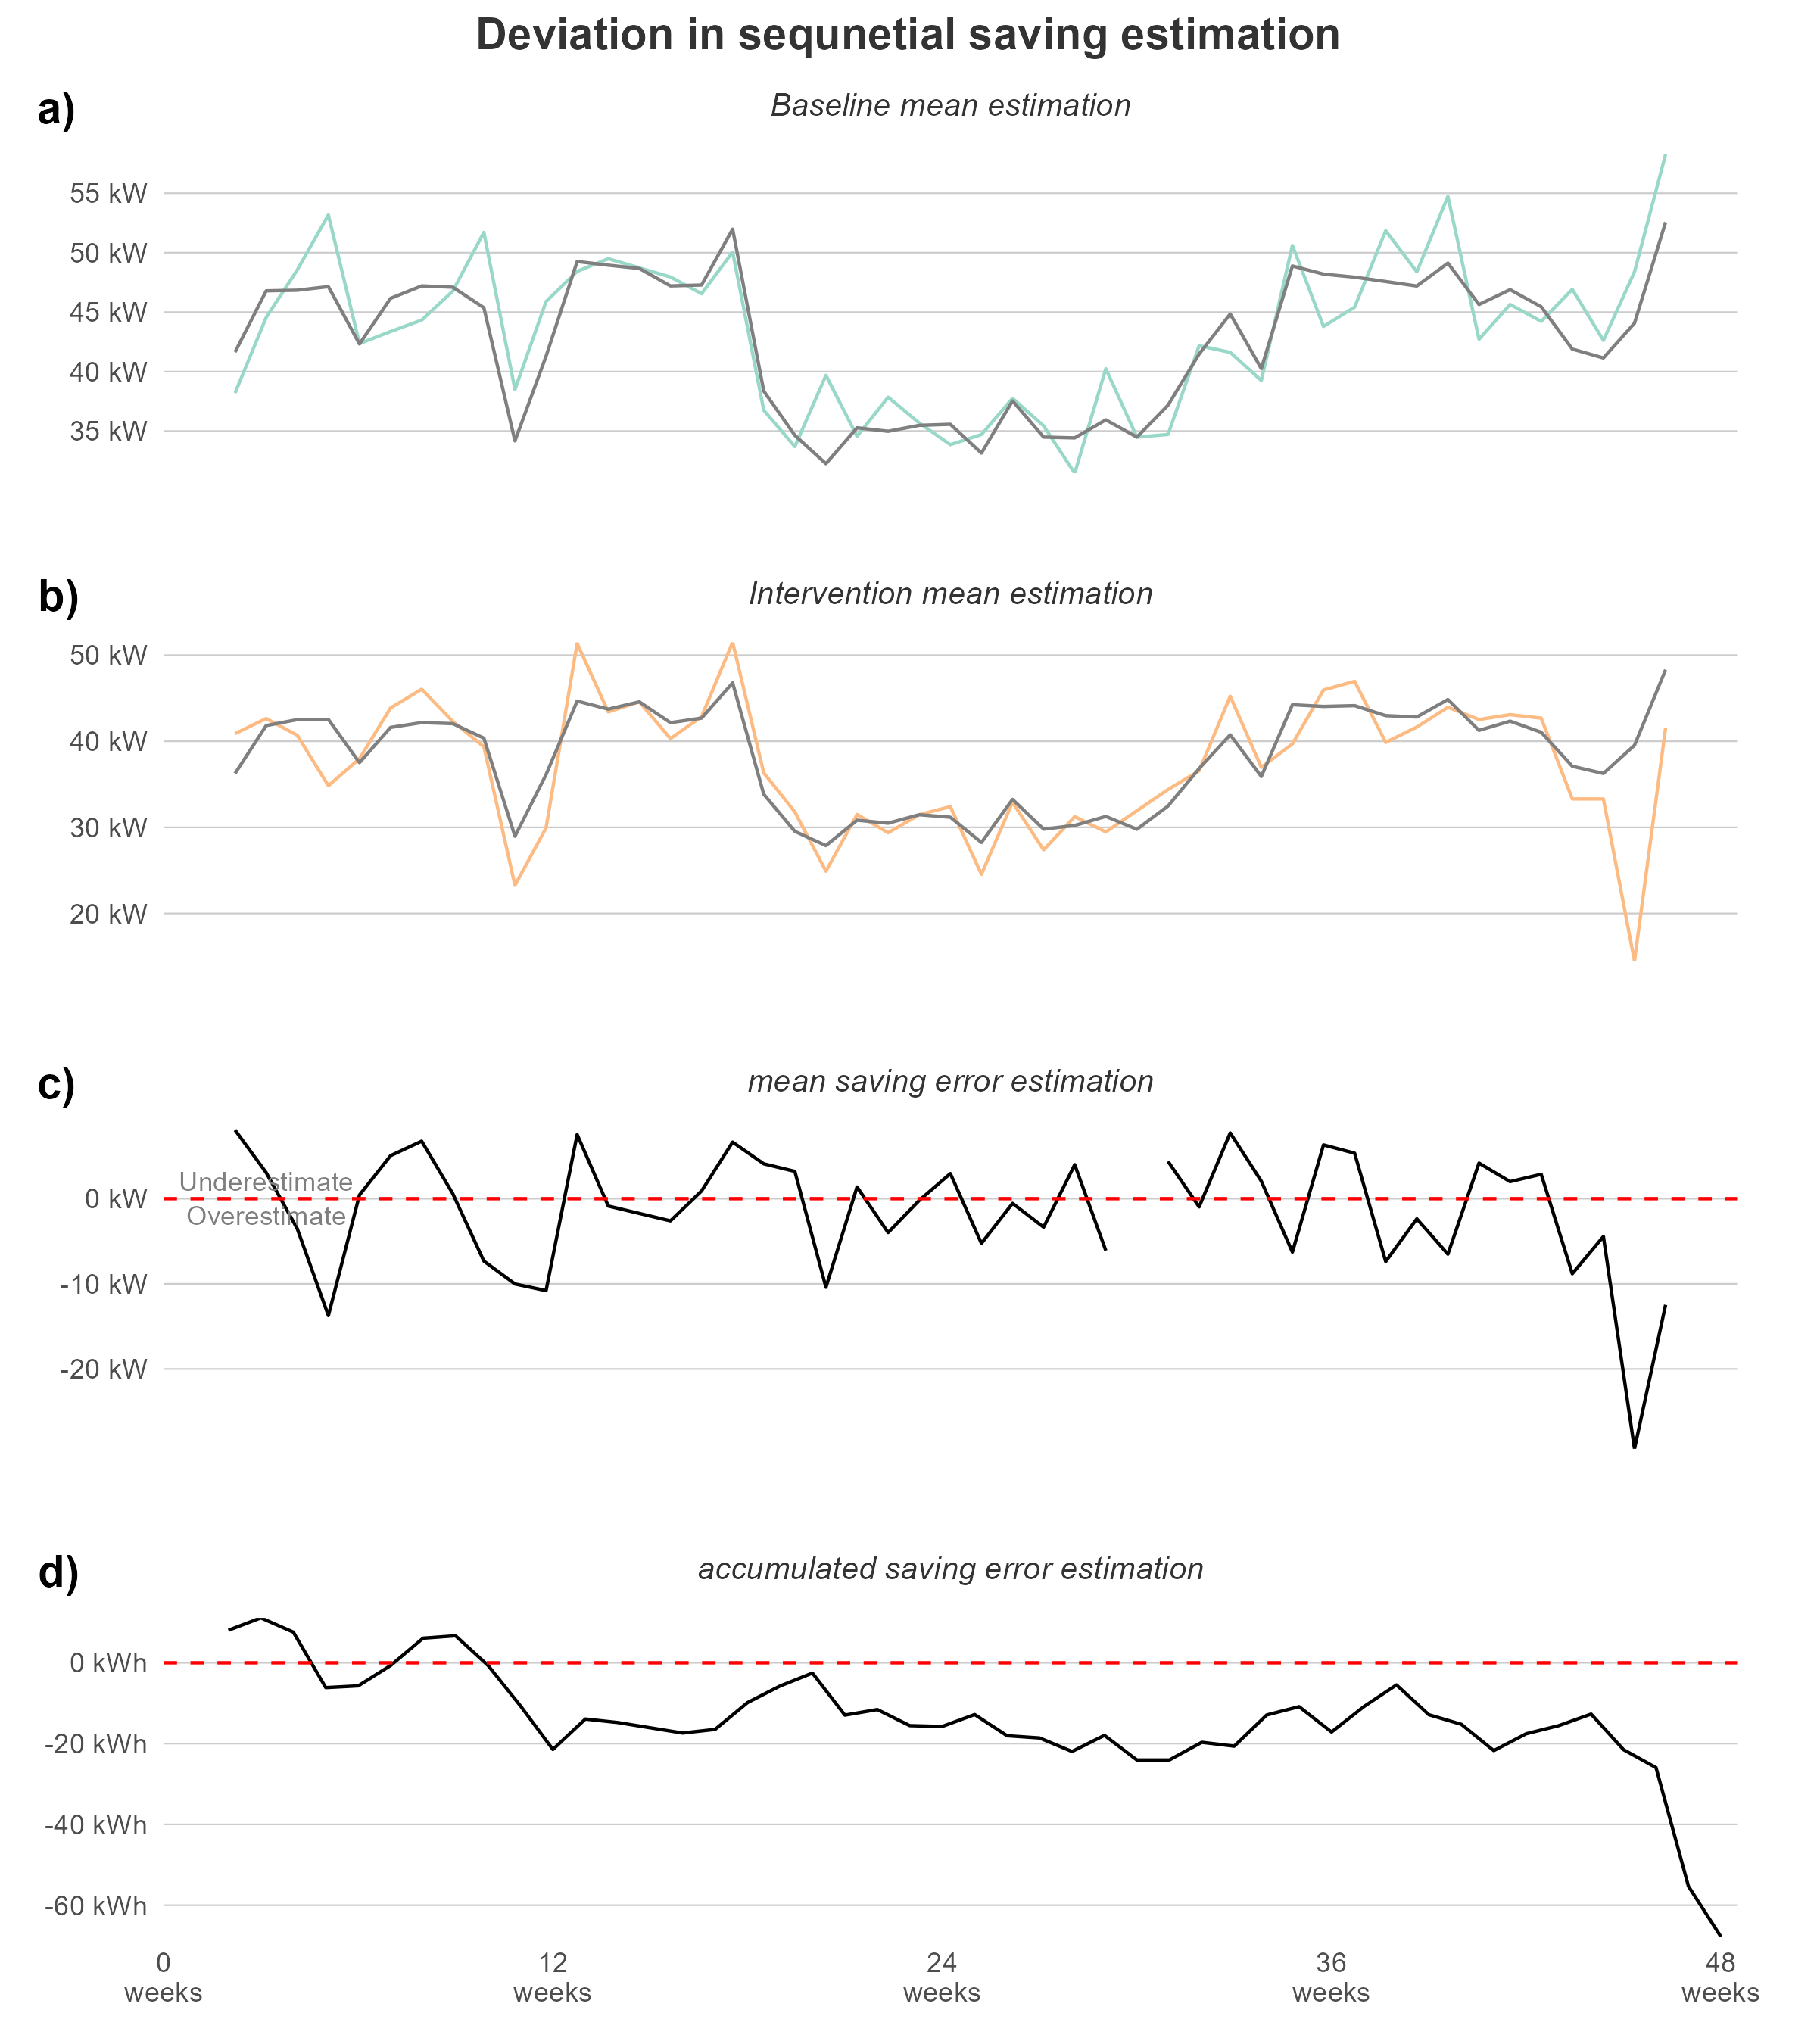 Deviation in sequnetial saving estimation
a)
Baseline mean estimation
55 kW
50 kW
45 kW
40 kW
35 kW
b)
Intervention mean estimation
50 kW
40 kW
30 kW
20 kW
c)
mean saving error estimation
Underestimate
0 kW
Overestimate
-10 kW
-20 kW
d)
accumulated saving error estimation
0 kWh
-20 kWh
-40 kWh
-60 kWh
0 12 24 36 48
weeks weeks weeks weeks weeks